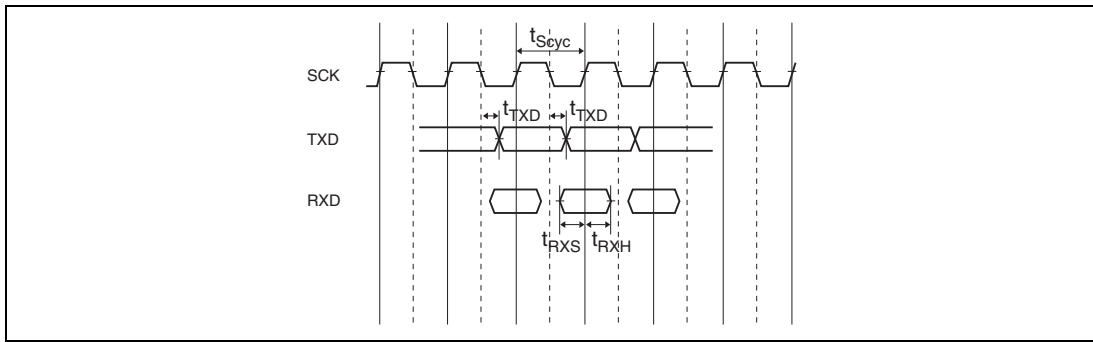 tScyc
SCK
tTXD tTXD
TXD
RXD
tRXS tRXH